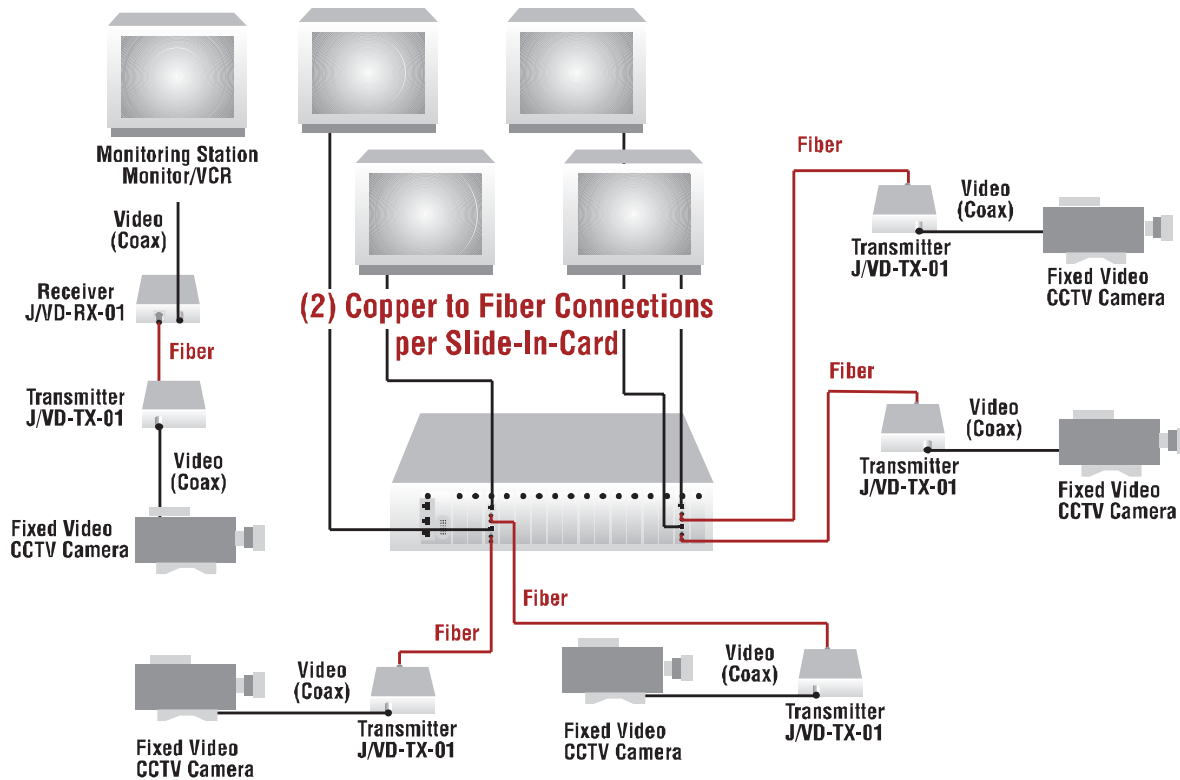 Monitoring Station
Monitor/VCR
Video
(Coax)
Receiver
J/VD-RX-01
Fiber
Transmitter
J/VD-TX-01
Video
(Coax)
Fixed Video
CCTV Camera
(2) Copper to Fiber Connections
per Slide-In-Card
Fiber
Video
(Coax)
Transmitter
J/VD-TX-01
Fixed Video
CCTV Camera
Fiber
Video
(Coax)
Transmitter
J/VD-TX-01
Fixed Video
CCTV Camera
Fiber
Video
(Coax)
Transmitter
J/VD-TX-01
Fixed Video
CCTV Camera
Fiber
Video
(Coax)
Transmitter
J/VD-TX-01
Fixed Video
CCTV Camera